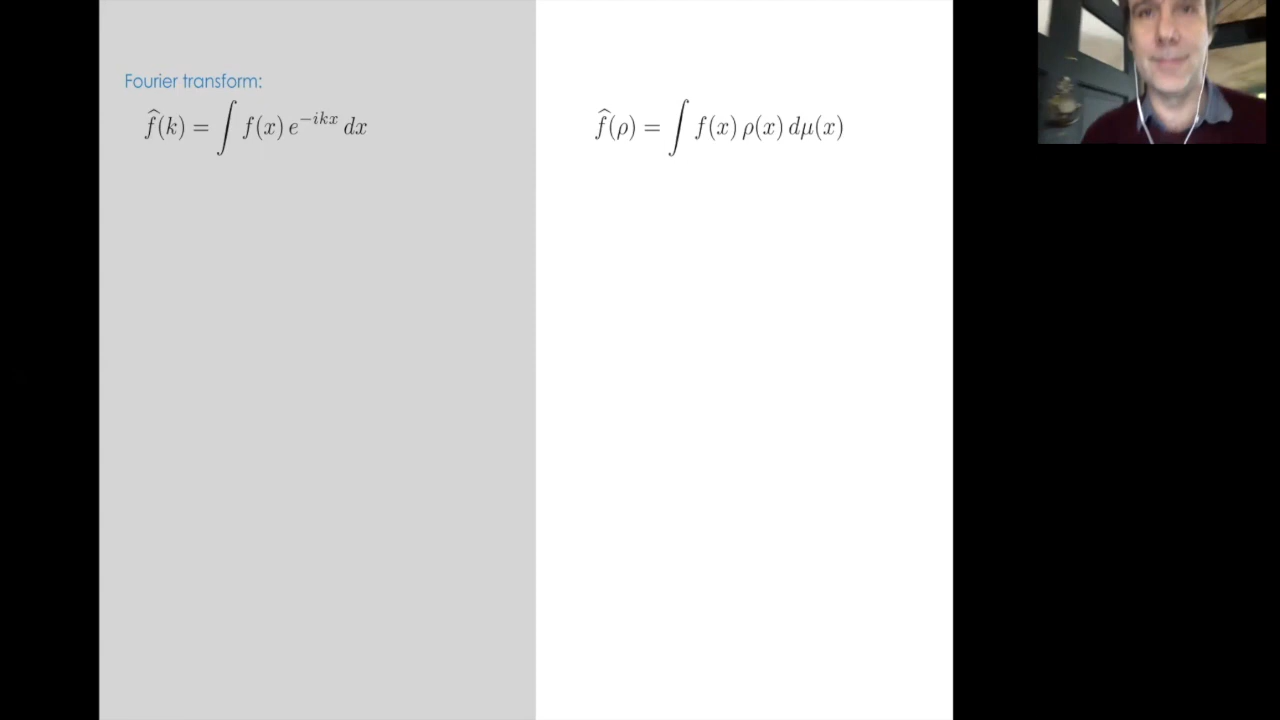 Fourier transform:
f̂(k) = ∫ f(x) e^{−ikx} dx
f̂(ρ) = ∫ f(x) ρ(x) dμ(x)